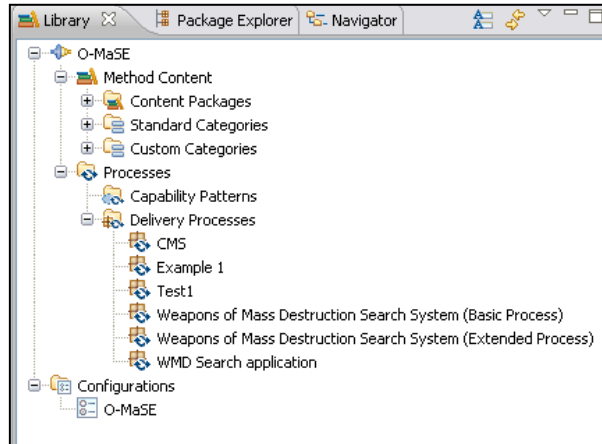 Library Package Explorer Navigator
O-MaSE
Method Content
Content Packages
Standard Categories
Custom Categories
Processes
Capability Patterns
Delivery Processes
CMS
Example 1
Test1
Weapons of Mass Destruction Search System (Basic Process)
Weapons of Mass Destruction Search System (Extended Process)
WMD Search application
Configurations
O-MaSE